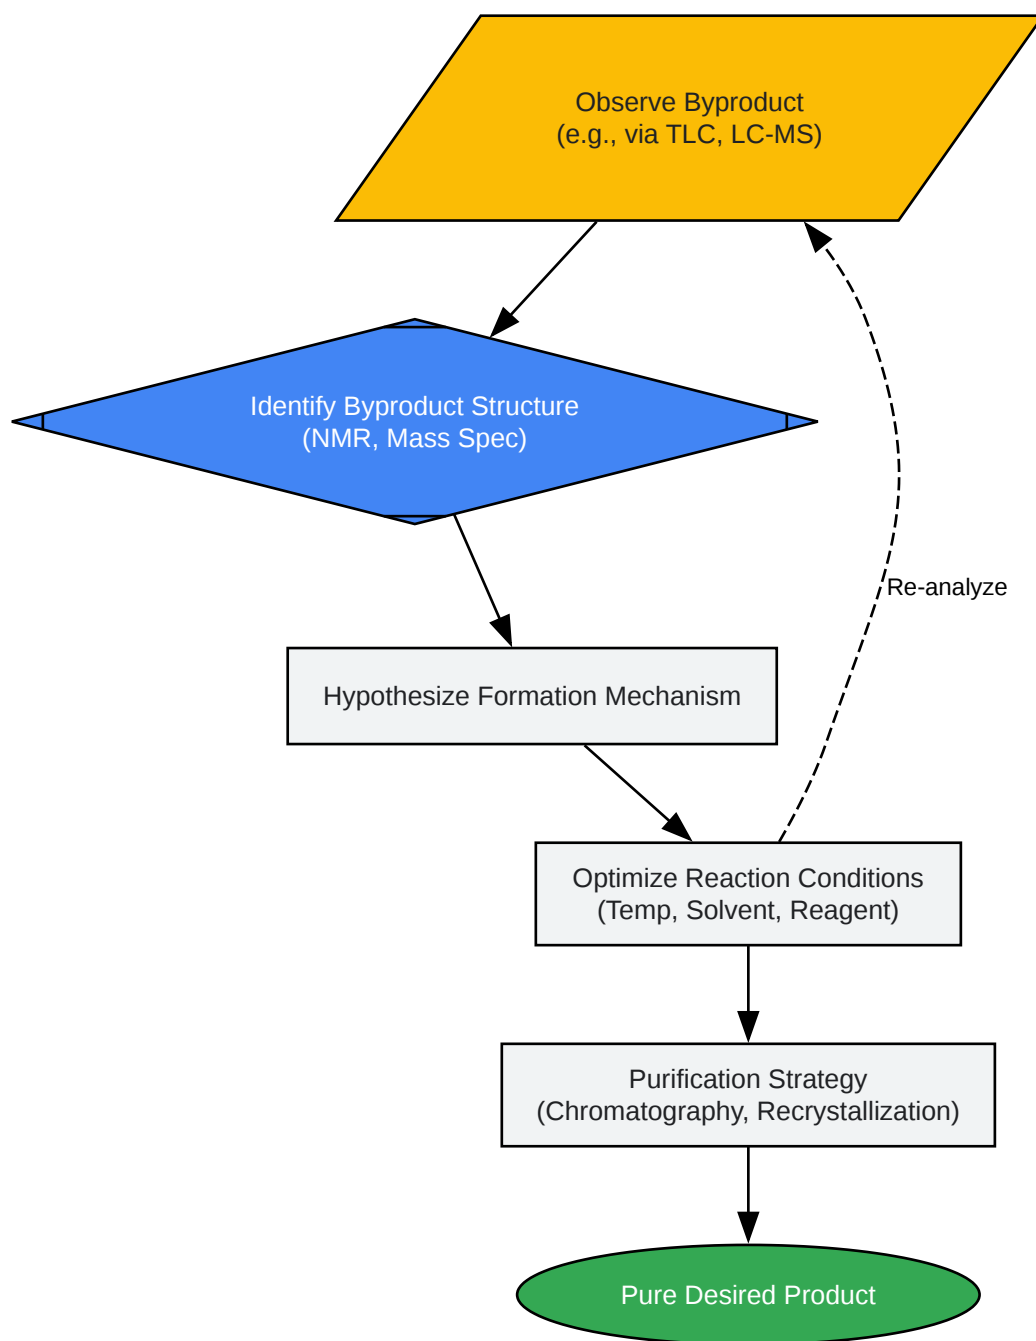 Observe Byproduct
(e.g., via TLC, LC-MS)
Identify Byproduct Structure
(NMR, Mass Spec)
Re-analyze
Hypothesize Formation Mechanism
Optimize Reaction Conditions
(Temp, Solvent, Reagent)
Purification Strategy
(Chromatography, Recrystallization)
Pure Desired Product